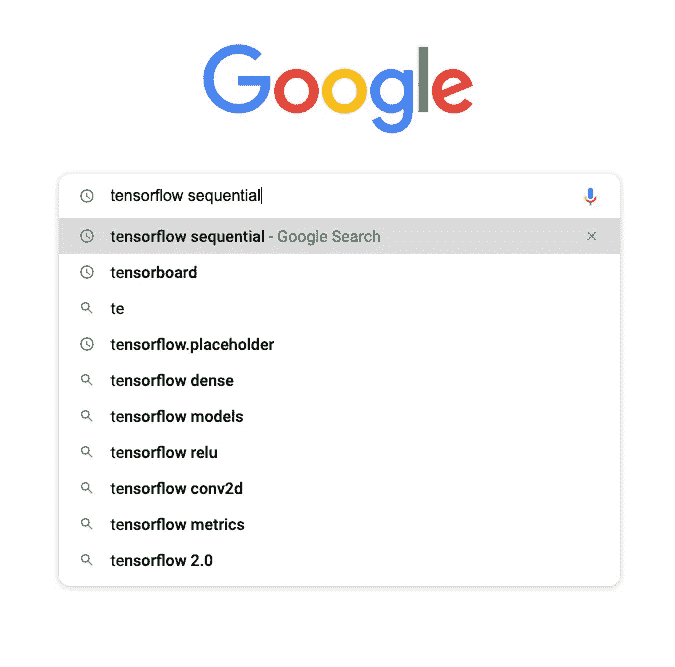 Google
tensorflow sequential
tensorflow sequential - Google Search
tensorboard
te
tensorflow.placeholder
tensorflow dense
tensorflow models
tensorflow relu
tensorflow conv2d
tensorflow metrics
tensorflow 2.0